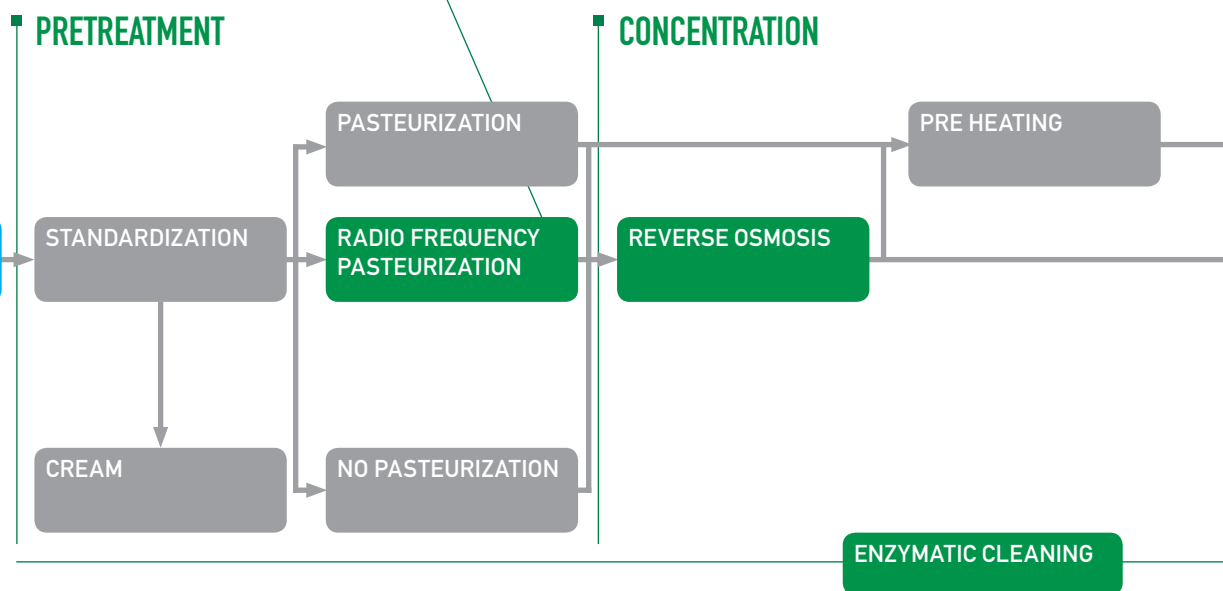 PRETREATMENT
CONCENTRATION
PASTEURIZATION
PRE HEATING
STANDARDIZATION
RADIO FREQUENCY
PASTEURIZATION
REVERSE OSMOSIS
CREAM
NO PASTEURIZATION
ENZYMATIC CLEANING